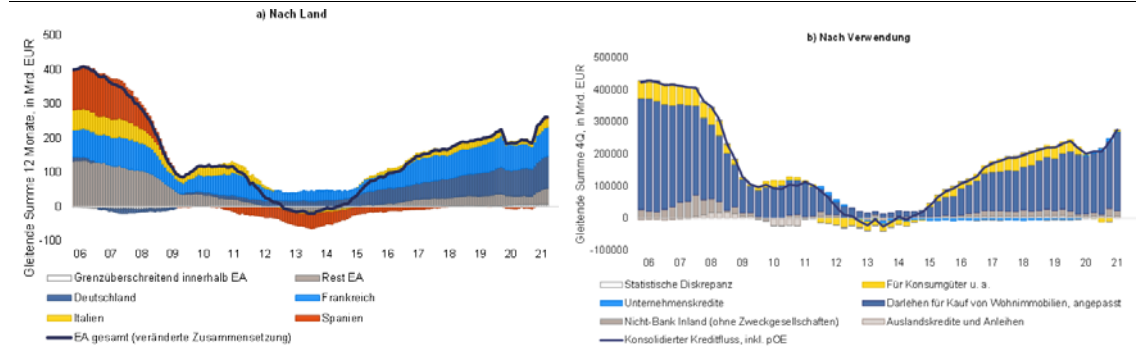 a) Nach Land
Gleitende Summe 12 Monate, in Mrd. EUR
500
400
300
200
100
0
-100
06 07 08 09 10 11 12 13 14 15 16 17 18 19 20 21
Grenzüberschreitend innerhalb EA
Rest EA
Deutschland
Frankreich
Italien
Spanien
EA gesamt (veränderte Zusammensetzung)
b) Nach Verwendung
Gleitende Summe 4Q, in Mrd. EUR
500000
400000
300000
200000
100000
0
-100000
06 07 08 09 10 11 12 13 14 15 16 17 18 19 20 21
Statistische Diskrepanz
Für Konsumgüter u. a.
Unternehmenskredite
Darlehen für Kauf von Wohnimmobilien, angepasst
Nicht-Bank Inland (ohne Zweckgesellschaften)
Auslandskredite und Anleihen
Konsolidierter Kreditfluss, inkl. pOE